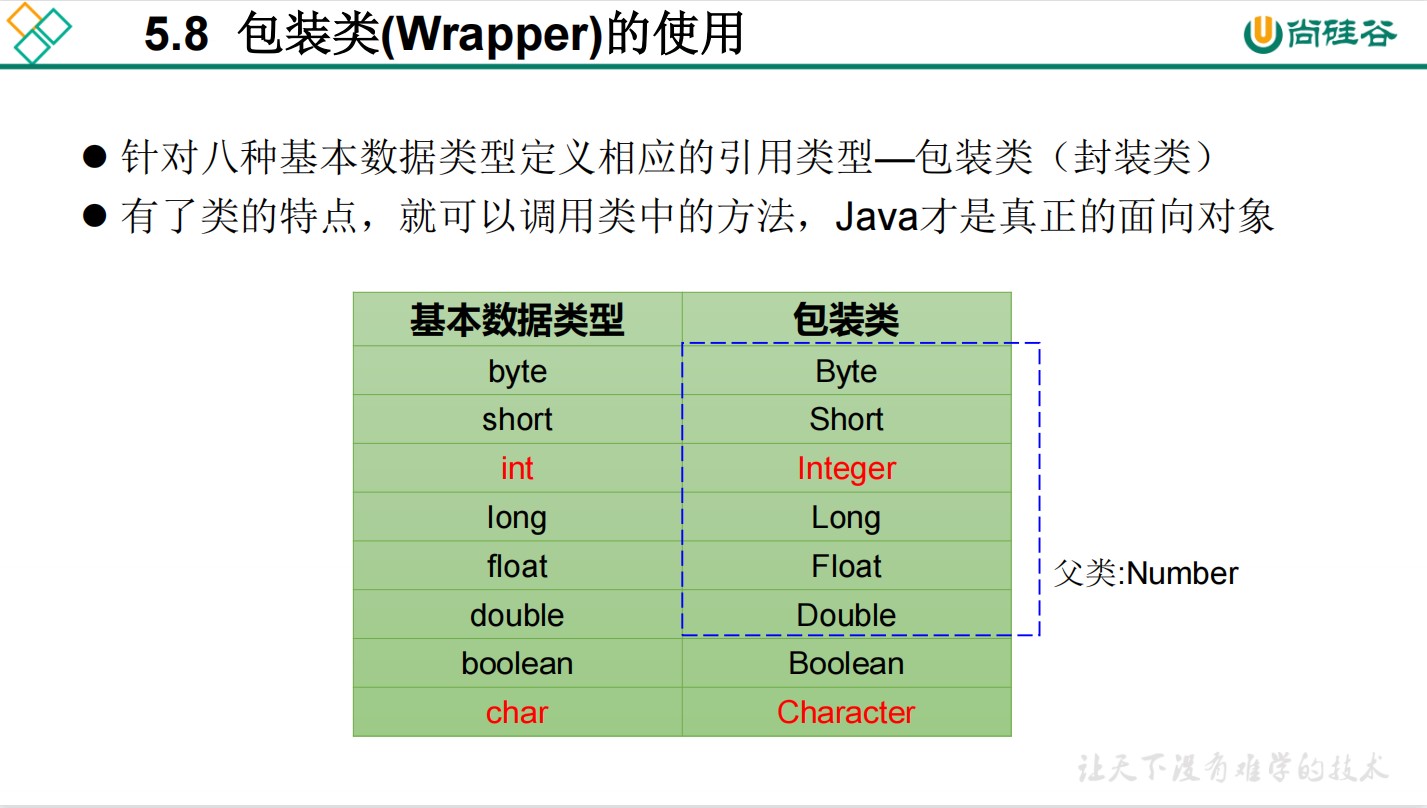 5.8 包装类(Wrapper)的使用
尚硅谷
● 针对八种基本数据类型定义相应的引用类型—包装类（封装类）
● 有了类的特点，就可以调用类中的方法，Java才是真正的面向对象
基本数据类型 包装类
byte Byte
short Short
int Integer
long Long
float Float
double Double
父类:Number
boolean Boolean
char Character
让天下没有难学的技术